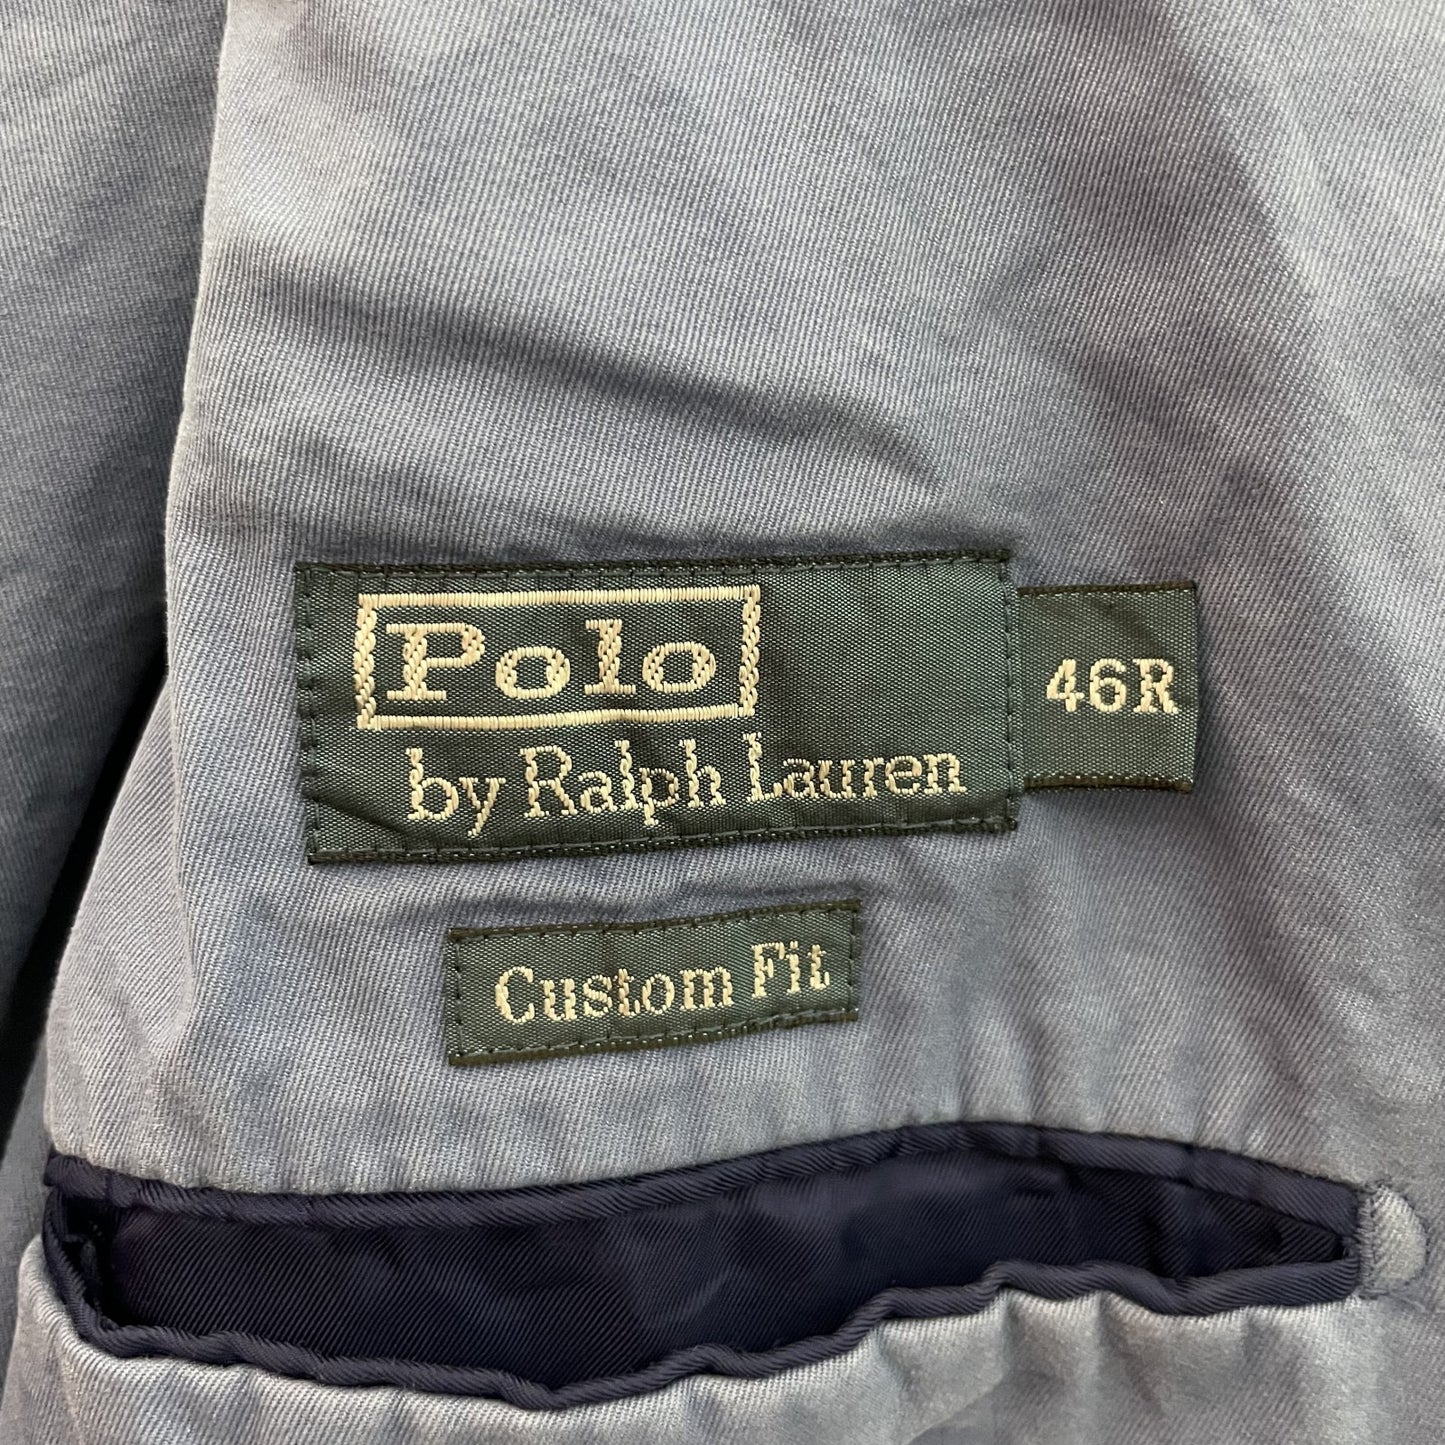 Polo
by Ralph Lauren
46R
Custom Fit